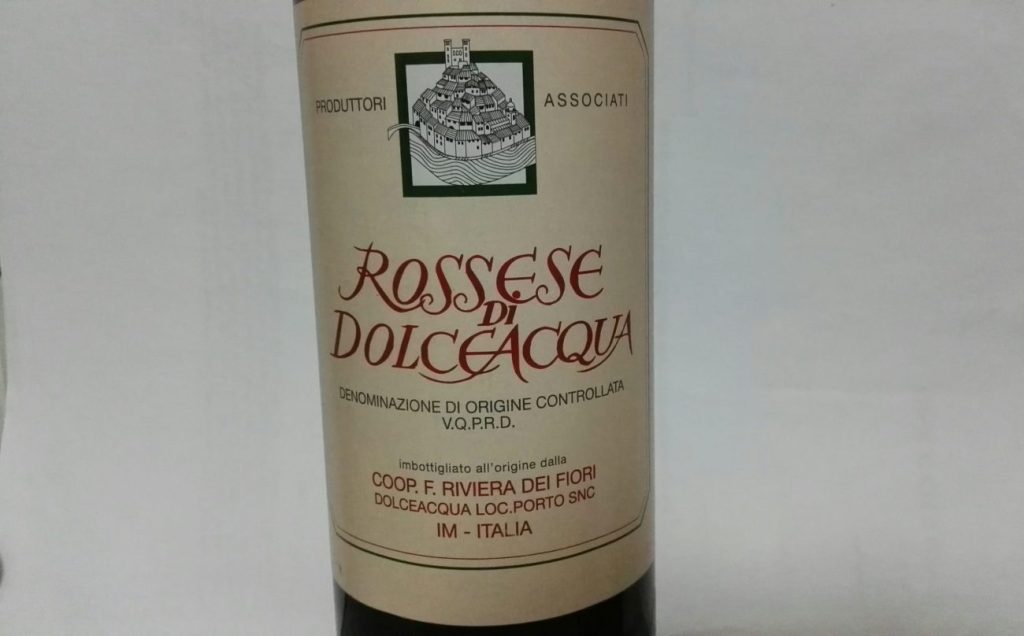 PRODUTTORI ASSOCIATI
ROSSESE
DI
DOLCEACQUA
DENOMINAZIONE DI ORIGINE CONTROLLATA
V.Q.P.R.D.
imbottigliato all'origine dalla
COOP. F. RIVIERA DEI FIORI
DOLCEACQUA LOC.PORTO SNC
IM - ITALIA